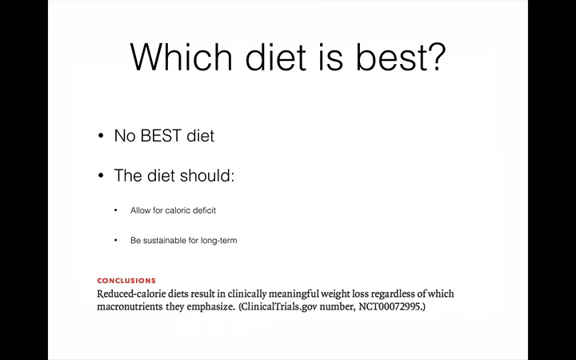 Which diet is best?
• No BEST diet
• The diet should:
• Allow for caloric deficit
• Be sustainable for long-term
CONCLUSIONS
Reduced-calorie diets result in clinically meaningful weight loss regardless of which
macronutrients they emphasize. (ClinicalTrials.gov number, NCT00072995.)